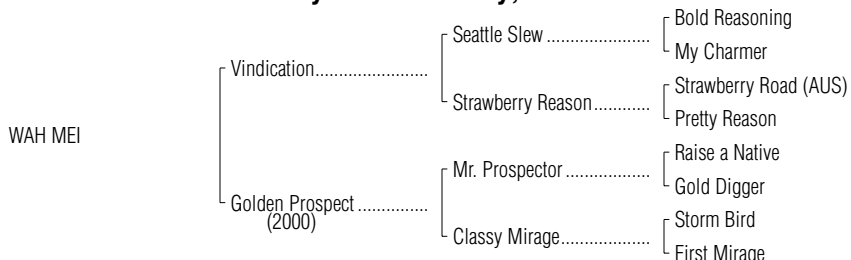 Bold Reasoning
Seattle Slew ......................
My Charmer
Vindication........................
Strawberry Road (AUS)
Strawberry Reason............
Pretty Reason
WAH MEI
Raise a Native
Mr. Prospector ..................
Gold Digger
Golden Prospect ...............
(2000)
Storm Bird
Classy Mirage...................
First Mirage